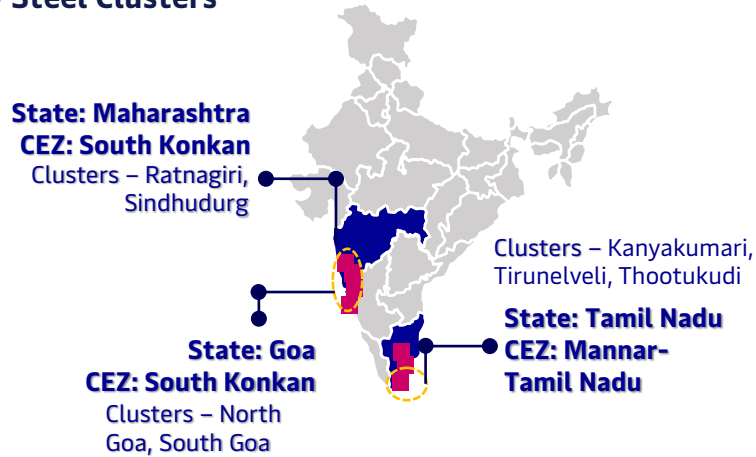 Steel Clusters
State: Maharashtra
CEZ: South Konkan
Clusters – Ratnagiri,
Sindhudurg
Clusters – Kanyakumari,
Tirunelveli, Thootukudi
State: Tamil Nadu
CEZ: Mannar-
Tamil Nadu
State: Goa
CEZ: South Konkan
Clusters – North
Goa, South Goa